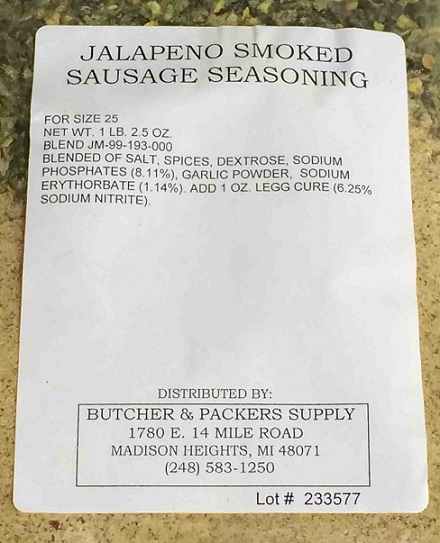 JALAPENO SMOKED
SAUSAGE SEASONING
FOR SIZE 25
NET WT. 1 LB. 2.5 OZ.
BLEND JM-99-193-000
BLENDED OF SALT, SPICES, DEXTROSE, SODIUM
PHOSPHATES (8.11%), GARLIC POWDER, SODIUM
ERYTHORBATE (1.14%). ADD 1 OZ. LEGG CURE (6.25%
SODIUM NITRITE).
DISTRIBUTED BY:
BUTCHER & PACKERS SUPPLY
1780 E. 14 MILE ROAD
MADISON HEIGHTS, MI 48071
(248) 583-1250
Lot # 233577